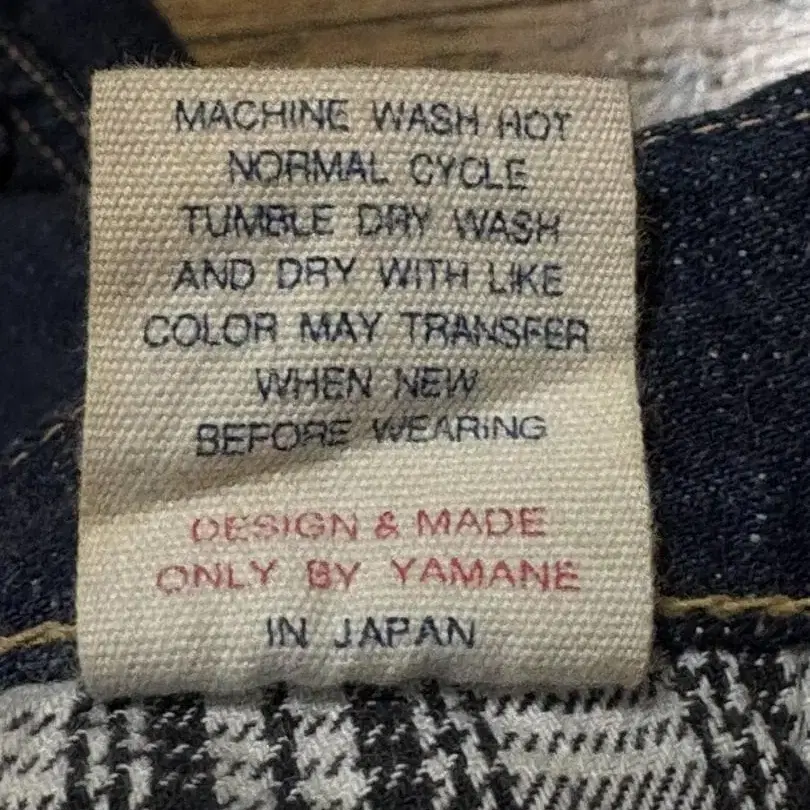 MACHINE WASH HOT
NORMAL CYCLE
TUMBLE DRY WASH
AND DRY WITH LIKE
COLOR MAY TRANSFER
WHEN NEW
BEFORE WEARING
DESIGN & MADE
ONLY BY YAMANE
IN JAPAN